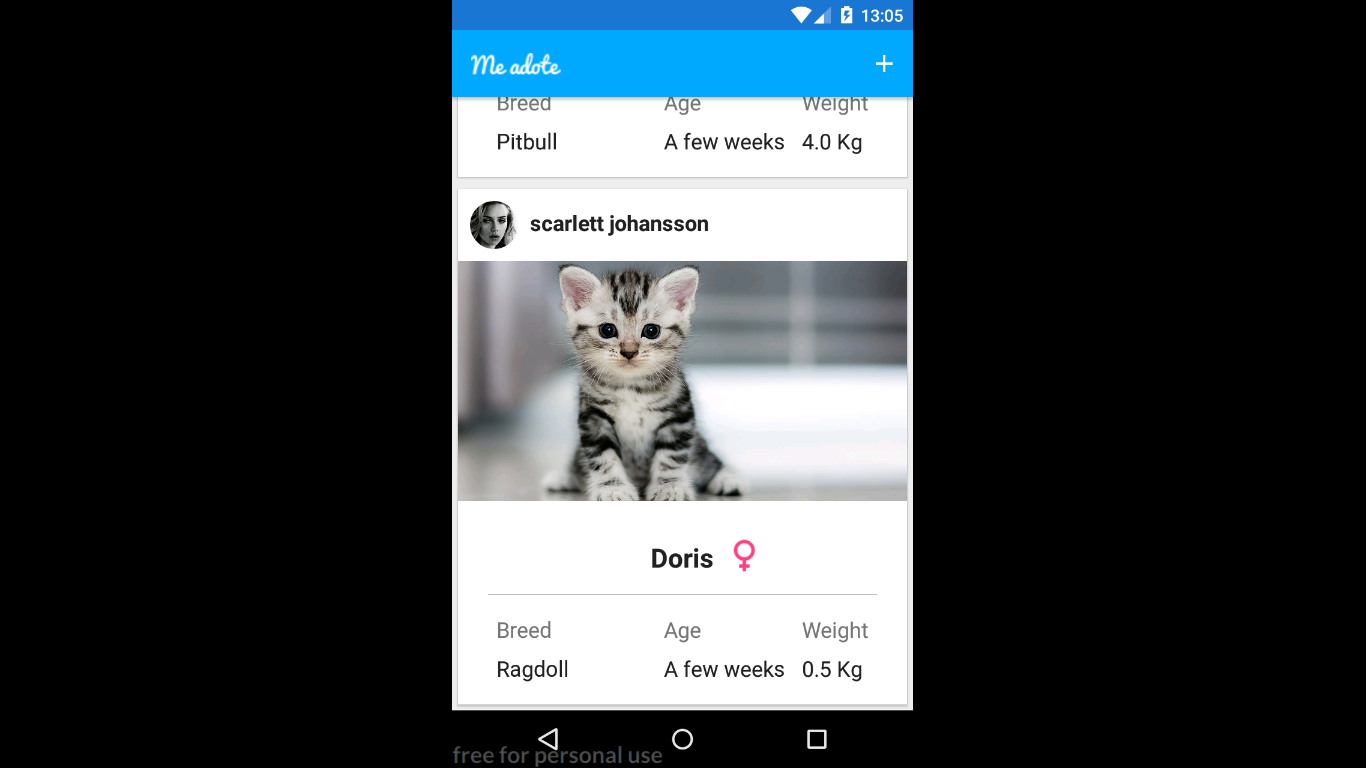 13:05
Me adote
Breed Age Weight
Pitbull A few weeks 4.0 Kg
scarlett johansson
Doris
Breed Age Weight
Ragdoll A few weeks 0.5 Kg
free for personal use